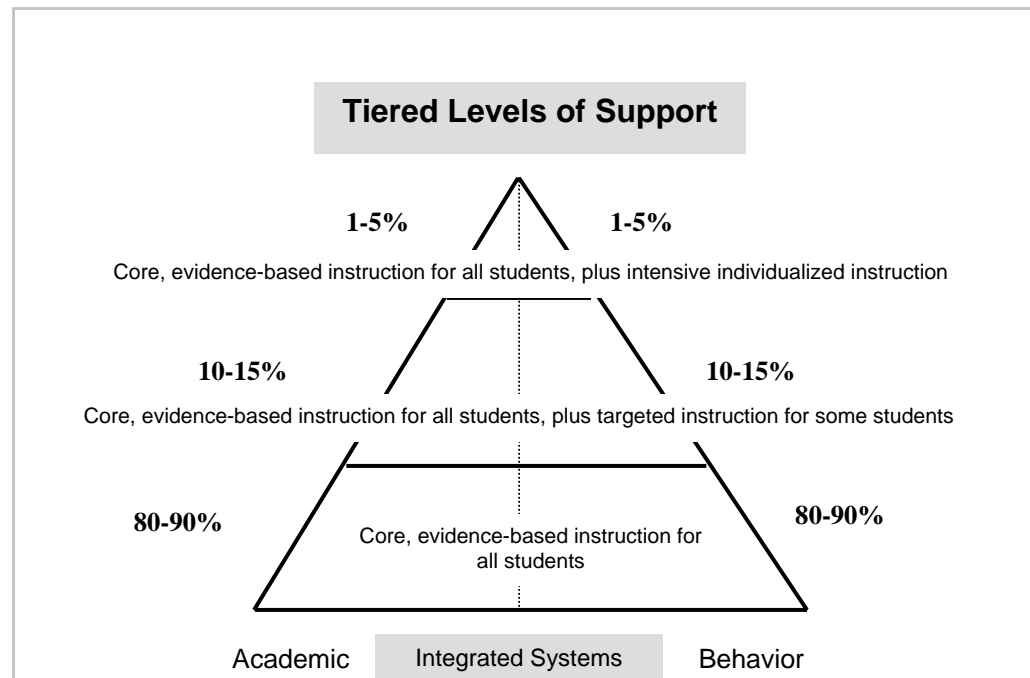 Tiered Levels of Support
1-5%
1-5%
Core, evidence-based instruction for all students, plus intensive individualized instruction
10-15%
10-15%
Core, evidence-based instruction for all students, plus targeted instruction for some students
80-90%
80-90%
Core, evidence-based instruction for
all students
Academic
Integrated Systems
Behavior